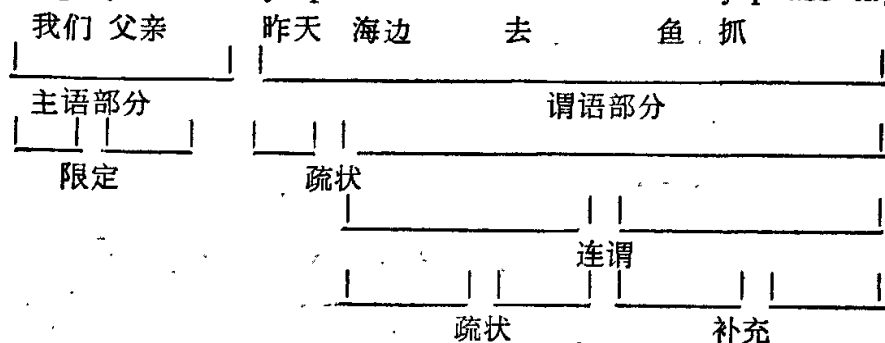 我们 父亲 昨天 海边 去 鱼 抓
主语部分 谓语部分
限定 疏状
连谓
疏状 补充